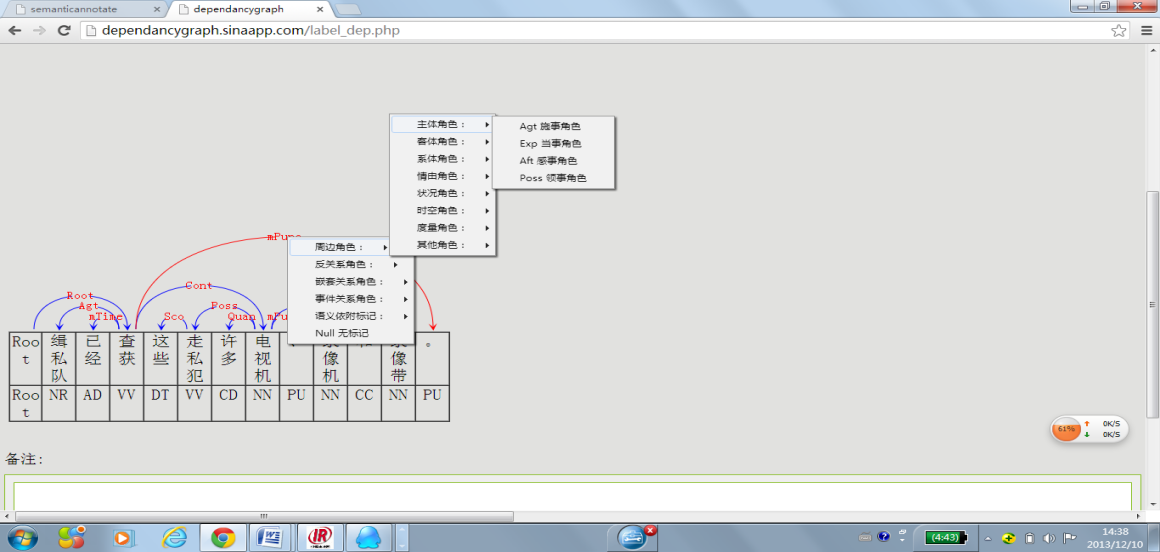 semanticannotate
dependancygraph
dependancygraph.sinaapp.com/label_dep.php
主体角色：
客体角色：
系体角色：
情由角色：
状况角色：
时空角色：
度量角色：
其他角色：
Agt 施事角色
Exp 当事角色
Aft 感事角色
Poss 领事角色
周边角色：
反关系角色：
嵌套关系角色：
事件关系角色：
语义依附标记：
Null 无标记
mPunc
Root
Cont
Agt
Poss
mTime
Sco
Quan
Root 缉私队 已经 查获 这些 走私犯 许多 电视机 、 像机 和 像带 。
Root NR AD VV DT VV CD NN PU NN CC NN PU
61%
0K/S
0K/S
备注：
(4:43)
14:38
2013/12/10